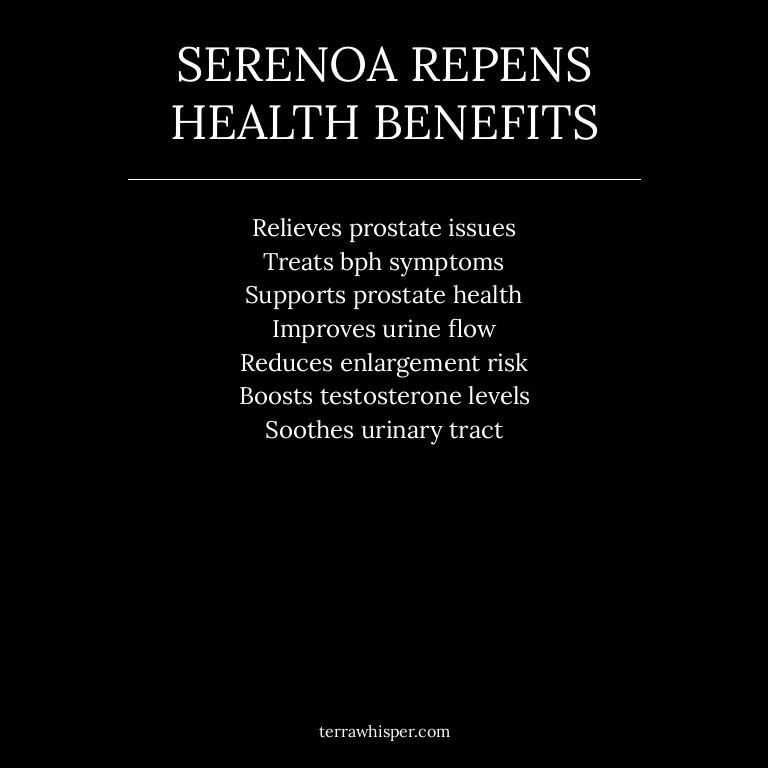 SERENOA REPENS
HEALTH BENEFITS
Relieves prostate issues
Treats bph symptoms
Supports prostate health
Improves urine flow
Reduces enlargement risk
Boosts testosterone levels
Soothes urinary tract
terrawhisper.com